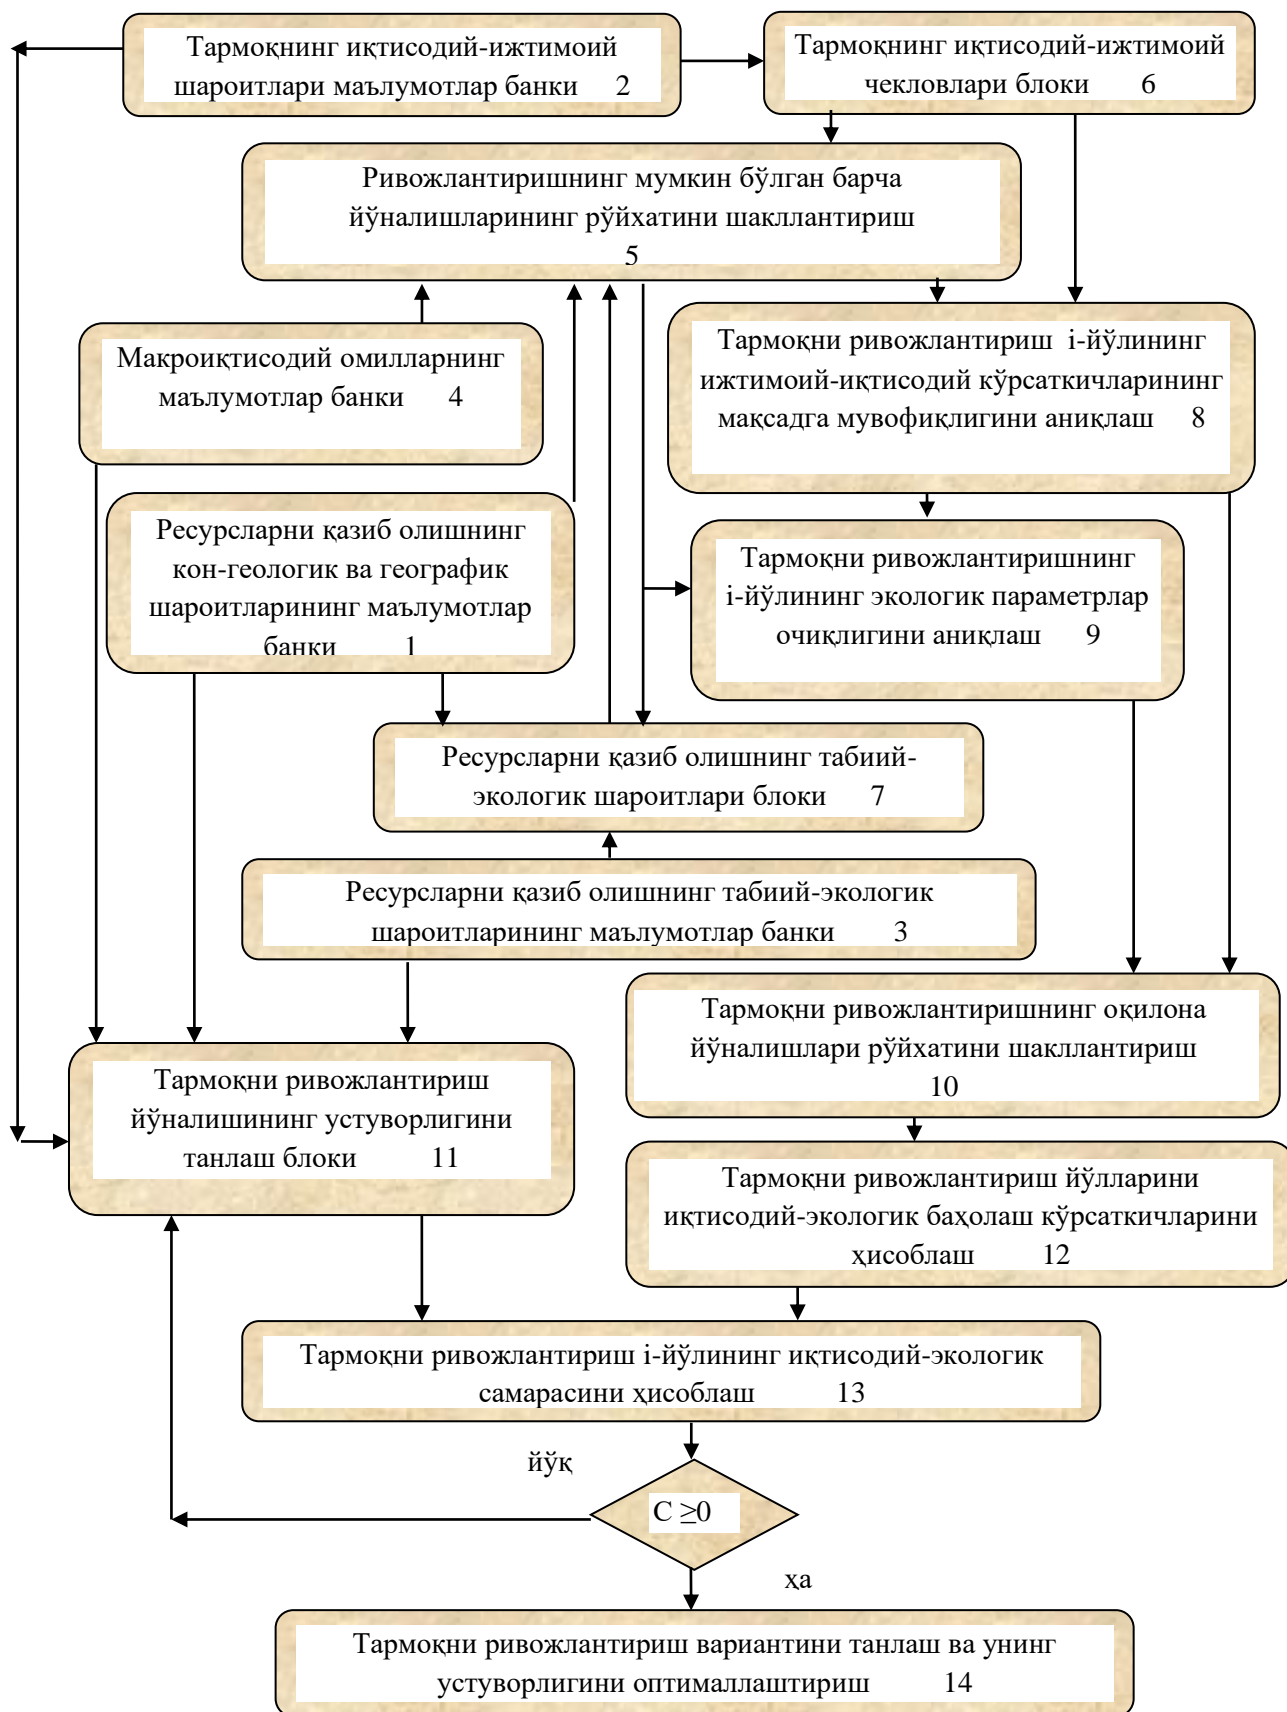 Тармоқнинг иқтисодий-ижтимоий
шароитлари маълумотлар банки 2
Тармоқнинг иқтисодий-ижтимоий
чекловлари блоки 6
Ривожлантиришнинг мумкин бўлган барча
йўналишларининг рўйхатини шакллантириш
5
Макроиқтисодий омилларнинг
маълумотлар банки 4
Тармоқни ривожлантириш i-йўлининг
ижтимоий-иқтисодий кўрсаткичларининг
мақсадга мувофиқлигини аниқлаш 8
Ресурсларни қазиб олишнинг
кон-геологик ва географик
шароитларининг маълумотлар
банки 1
Тармоқни ривожлантиришнинг
i-йўлининг экологик параметрлар
очиқлигини аниқлаш 9
Ресурсларни қазиб олишнинг табиий-
экологик шароитлари блоки 7
Ресурсларни қазиб олишнинг табиий-экологик
шароитларининг маълумотлар банки 3
Тармоқни ривожлантиришнинг оқилона
йўналишлари рўйхатини шакллантириш
10
Тармоқни ривожлантириш
йўналишининг устуворлигини
танлаш блоки 11
Тармоқни ривожлантириш йўлларини
иқтисодий-экологик баҳолаш кўрсаткичларини
ҳисоблаш 12
Тармоқни ривожлантириш i-йўлининг иқтисодий-экологик
самарасини ҳисоблаш 13
йўқ
С ≥0
ҳа
Тармоқни ривожлантириш вариантини танлаш ва унинг
устуворлигини оптималлаштириш 14